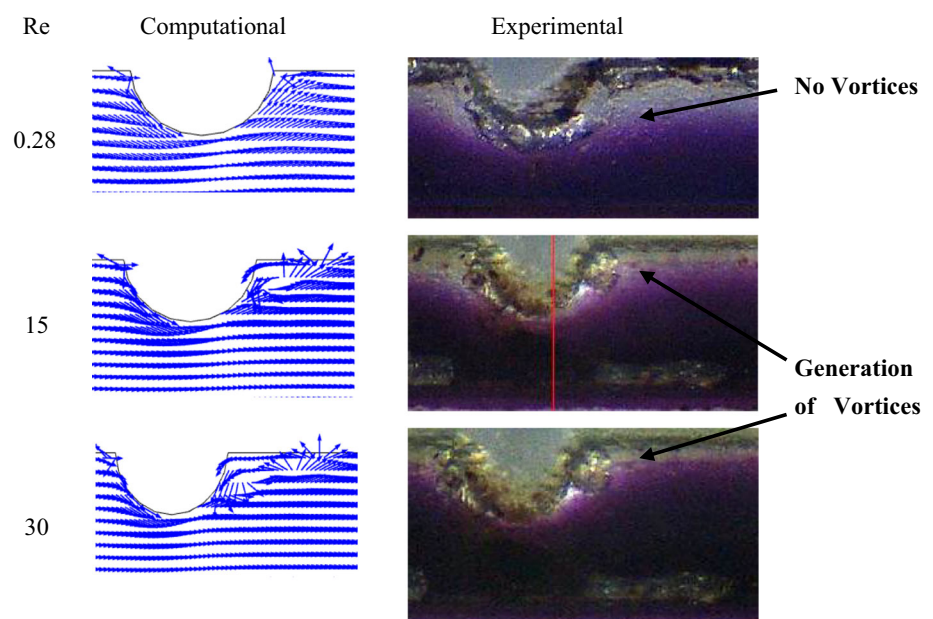 Re Computational Experimental
No Vortices
0.28
15
Generation
of Vortices
30